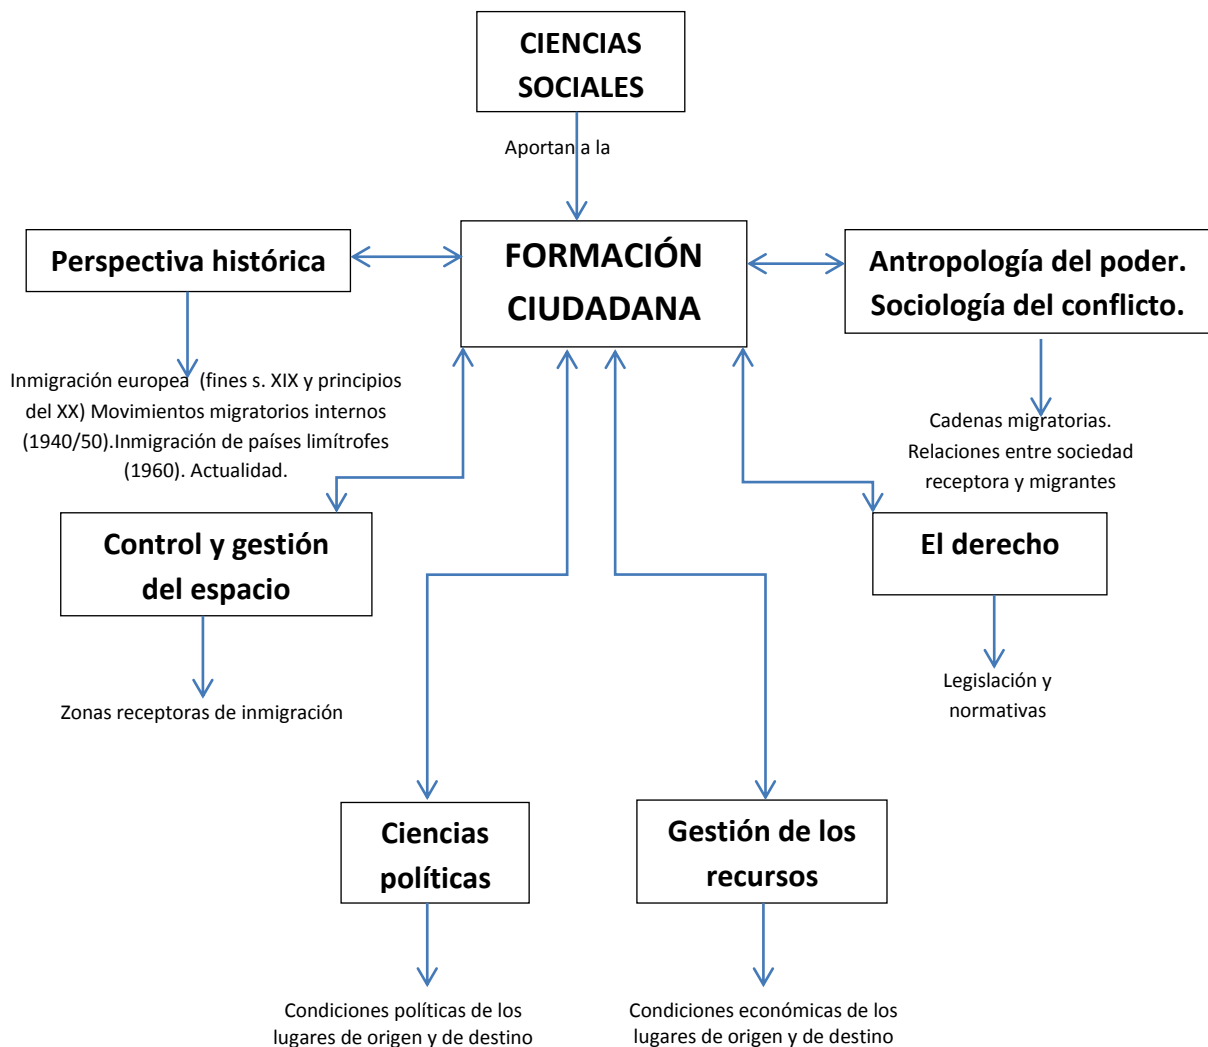 CIENCIAS
SOCIALES
Aportan a la
FORMACIÓN
CIUDADANA
Perspectiva histórica
Antropología del poder.
Sociología del conflicto.
Inmigración europea (fines s. XIX y principios
del XX) Movimientos migratorios internos
(1940/50).Inmigración de países limítrofes
(1960). Actualidad.
Cadenas migratorias.
Relaciones entre sociedad
receptora y migrantes
Control y gestión
del espacio
El derecho
Zonas receptoras de inmigración
Legislación y
normativas
Ciencias
políticas
Gestión de los
recursos
Condiciones políticas de los
lugares de origen y de destino
Condiciones económicas de los
lugares de origen y de destino